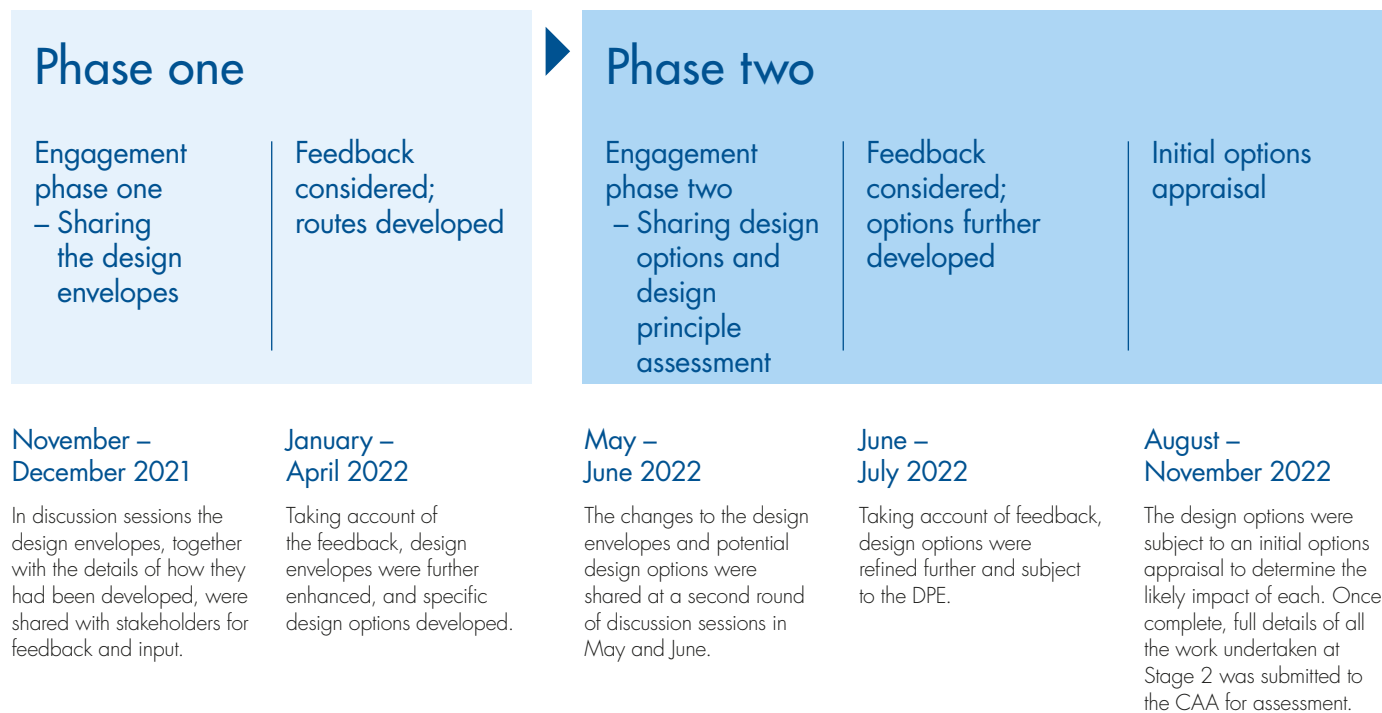 Phase one
Engagement
phase one
– Sharing
the design
envelopes
Feedback
considered;
routes developed
Phase two
Engagement
phase two
– Sharing design
options and
design
principle
assessment
Feedback
considered;
options further
developed
Initial options
appraisal
November –
December 2021
In discussion sessions the
design envelopes, together
with the details of how they
had been developed, were
shared with stakeholders for
feedback and input.
January –
April 2022
Taking account of
the feedback, design
envelopes were further
enhanced, and specific
design options developed.
May –
June 2022
The changes to the design
envelopes and potential
design options were
shared at a second round
of discussion sessions in
May and June.
June –
July 2022
Taking account of feedback,
design options were
refined further and subject
to the DPE.
August –
November 2022
The design options were
subject to an initial options
appraisal to determine the
likely impact of each. Once
complete, full details of all
the work undertaken at
Stage 2 was submitted to
the CAA for assessment.